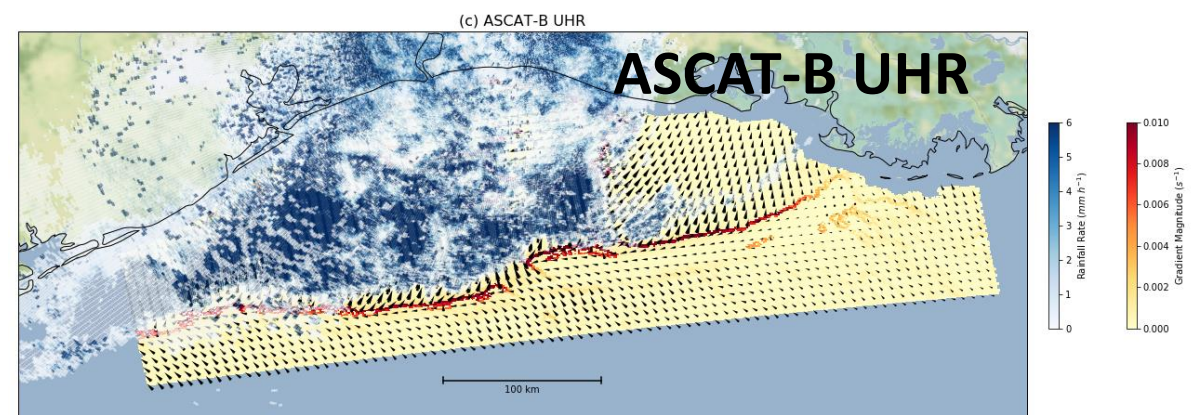 (c) ASCAT-B UHR
ASCAT-B UHR
6
5
4
3
2
1
0
Rainfall Rate (mm h⁻¹)
0.010
0.008
0.006
0.004
0.002
0.000
Gradient Magnitude (s⁻¹)
100 km